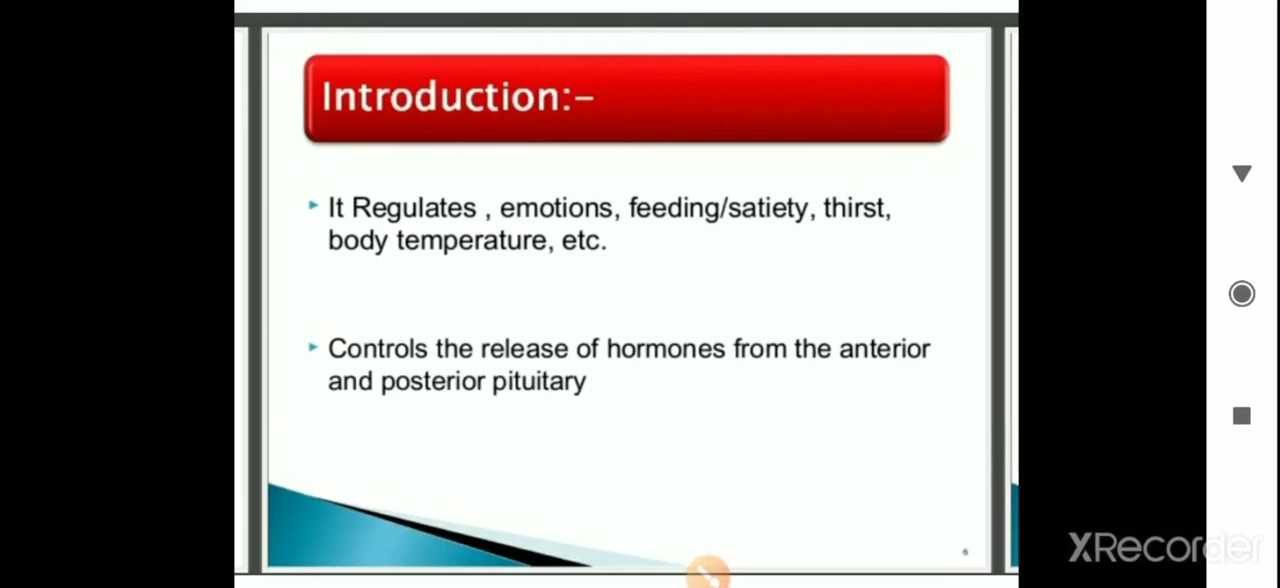 Introduction:-
It Regulates , emotions, feeding/satiety, thirst,
body temperature, etc.
Controls the release of hormones from the anterior
and posterior pituitary
6
XRecorder